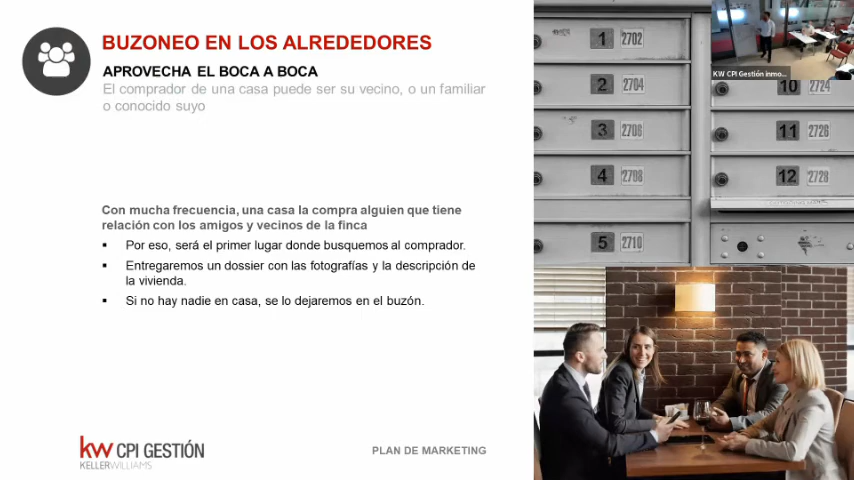 BUZONEO EN LOS ALREDEDORES
APROVECHA EL BOCA A BOCA
El comprador de una casa puede ser su vecino, o un familiar
o conocido suyo
Con mucha frecuencia, una casa la compra alguien que tiene
relación con los amigos y vecinos de la finca
▪ Por eso, será el primer lugar donde busquemos al comprador.
▪ Entregaremos un dossier con las fotografías y la descripción de
la vivienda.
▪ Si no hay nadie en casa, se lo dejaremos en el buzón.
kw CPI GESTIÓN
KELLERWILLIAMS
PLAN DE MARKETING
KW CPI Gestión inmo...
1 2702
2 2704
3 2706
4 2708
5 2710
10 2724
11 2726
12 2728